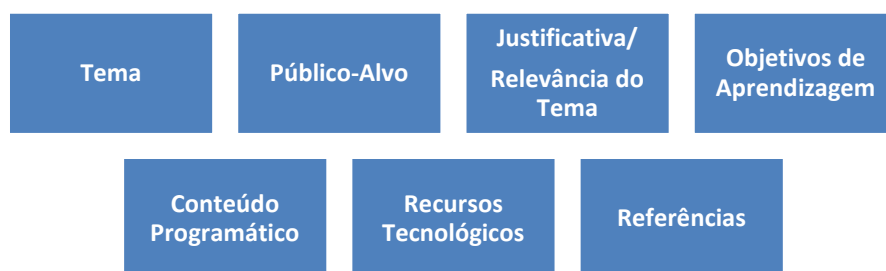 Tema
Público-Alvo
Justificativa/
Relevância do
Tema
Objetivos de
Aprendizagem
Conteúdo
Programático
Recursos
Tecnológicos
Referências